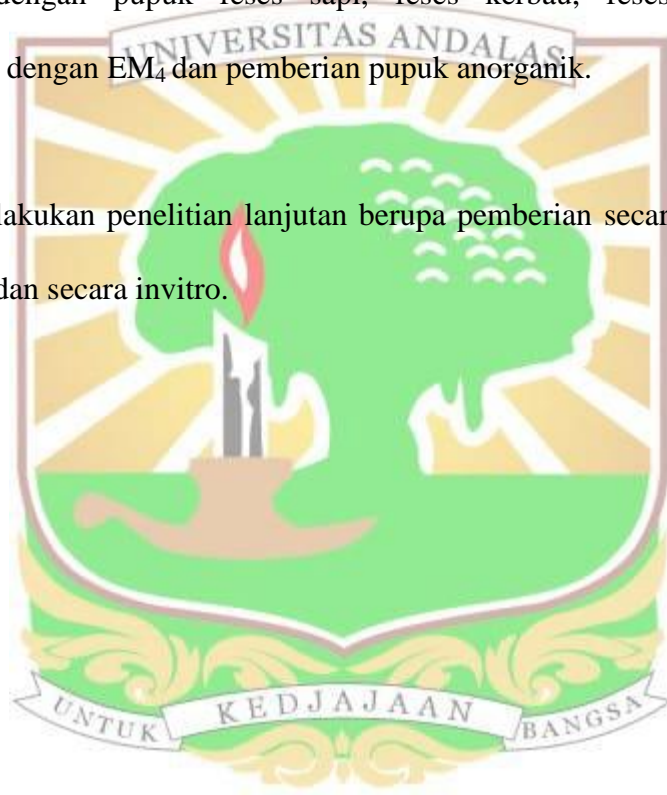 dengan pupuk feses sapi, feses kerbau, feses
UNIVERSITAS ANDALAS
dengan EM₄ dan pemberian pupuk anorganik.
lakukan penelitian lanjutan berupa pemberian secar
dan secara invitro.
UNTUK KEDJAJAAN BANGSA